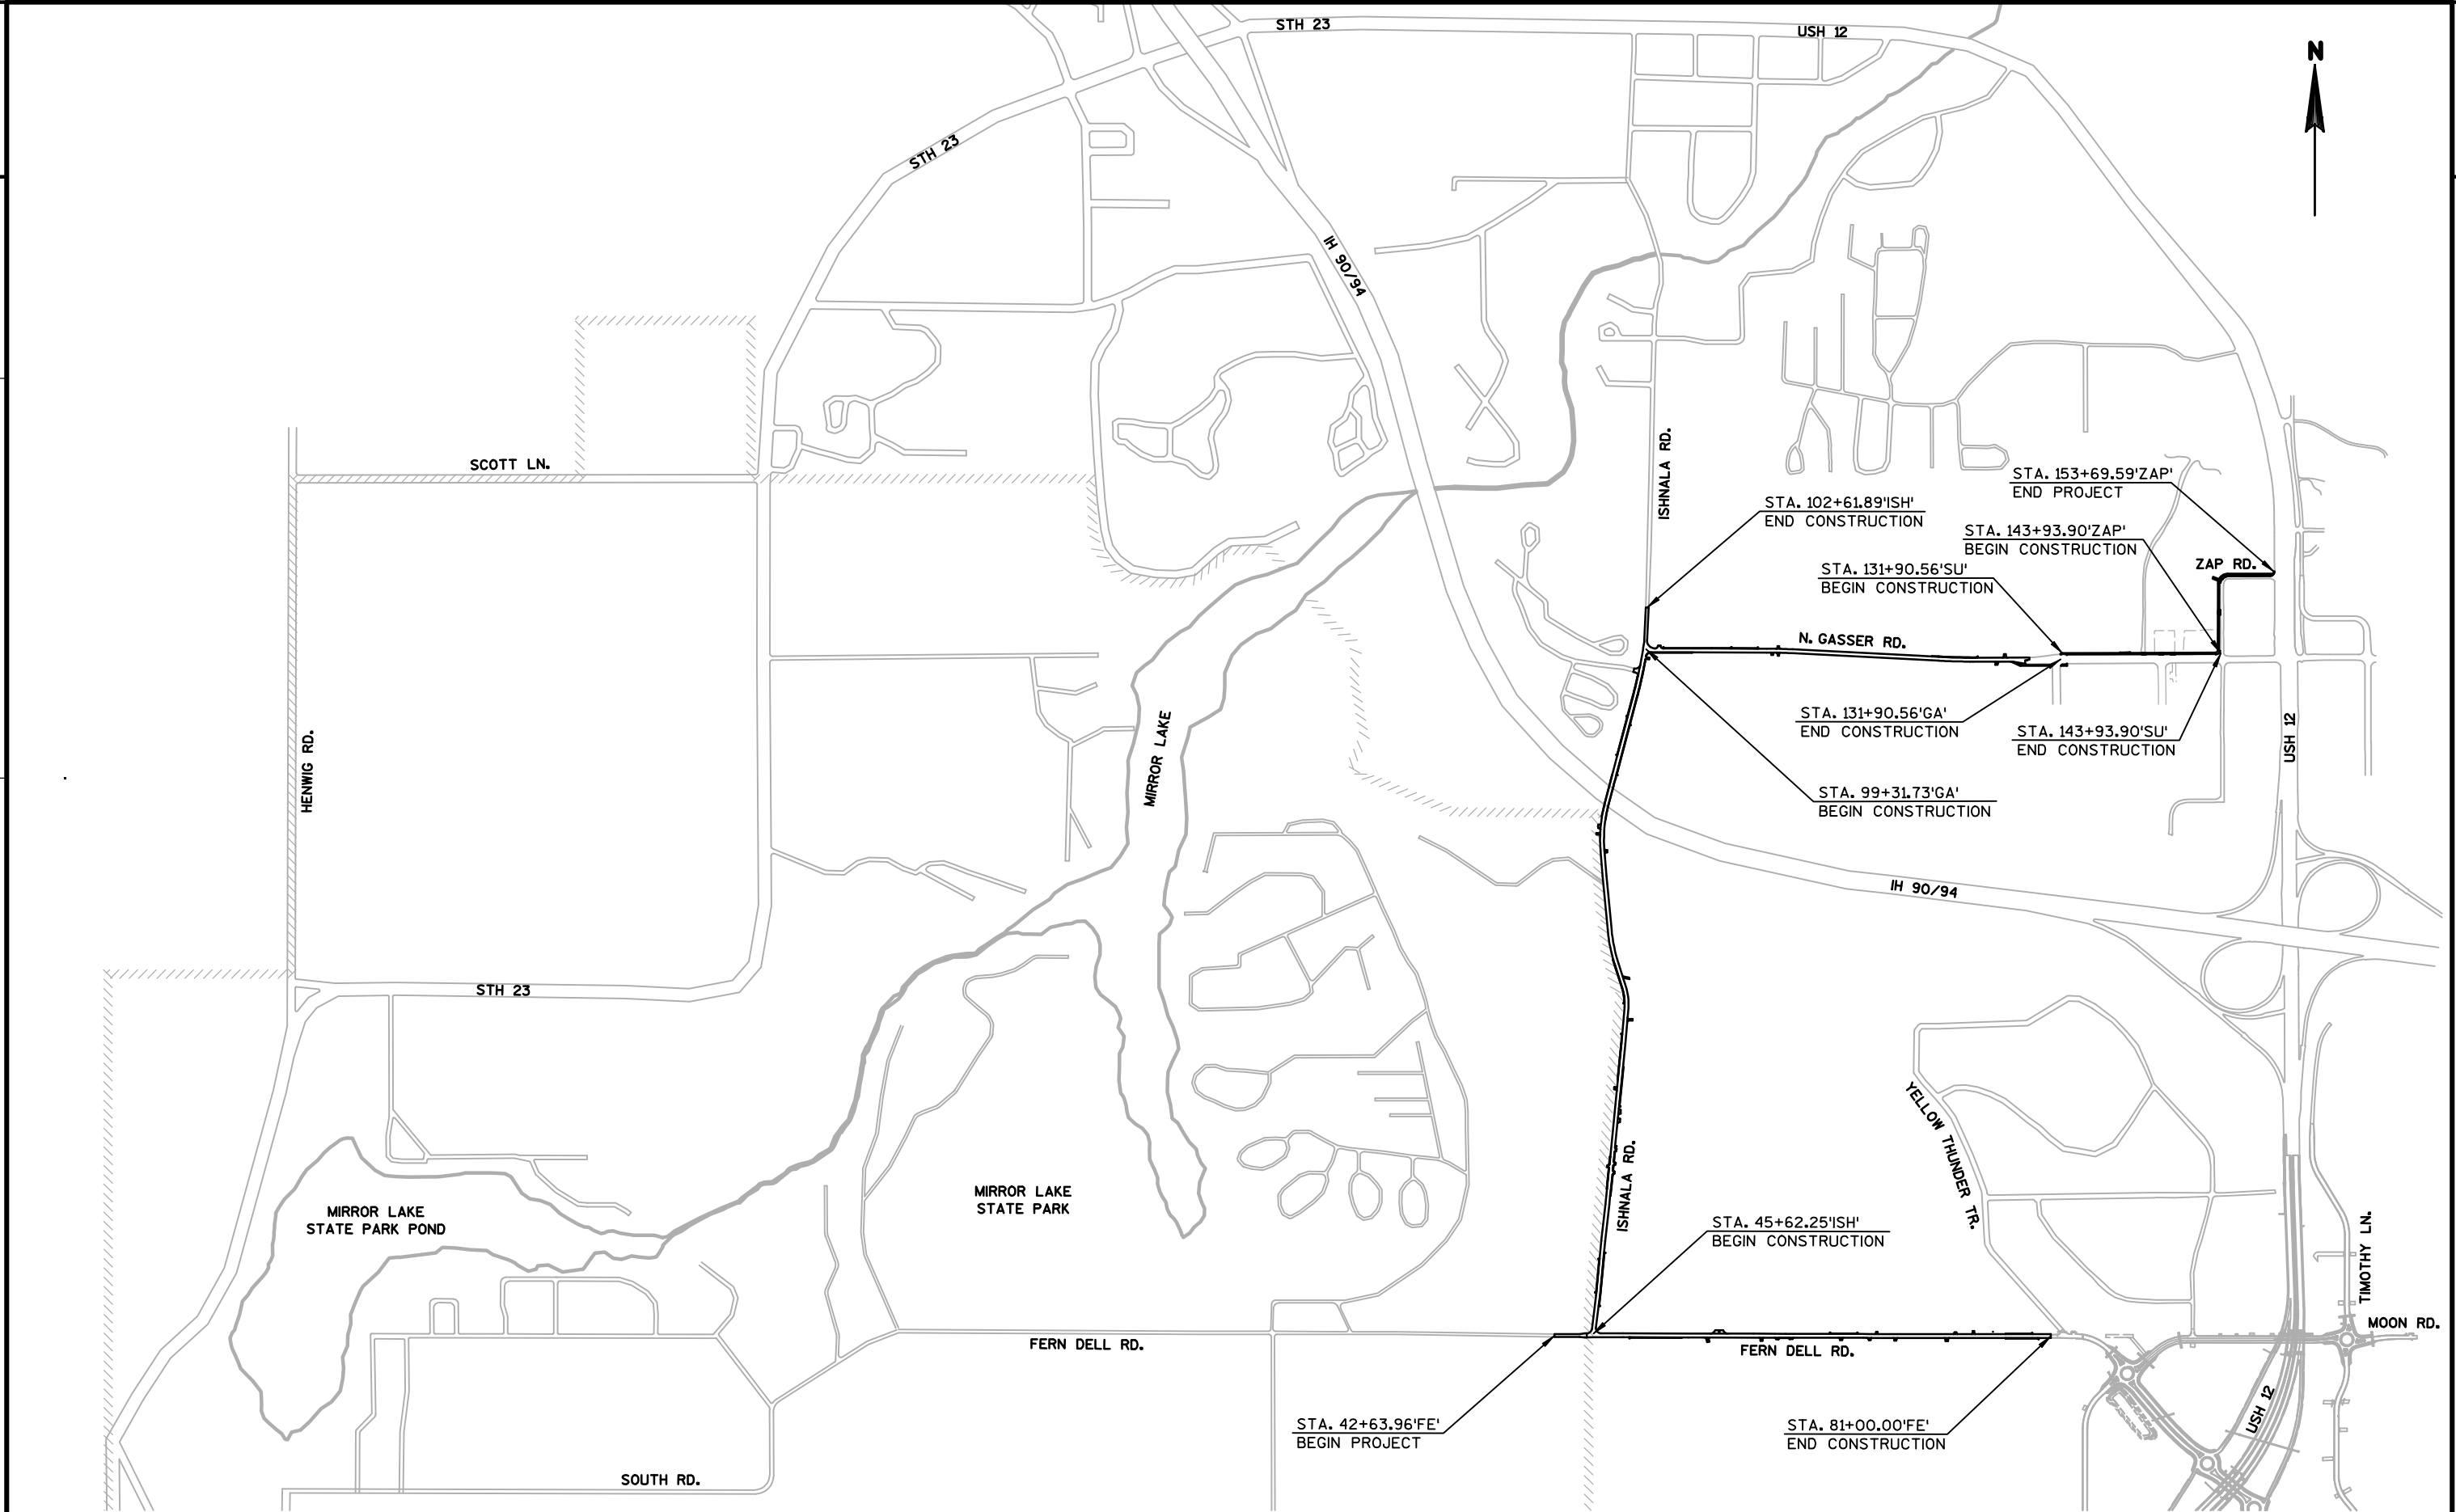 STH 23
USH 12
N
STH 23
IH 90/94
SCOTT LN.
ISHNALA RD.
STA. 153+69.59'ZAP'
END PROJECT
STA. 102+61.89'ISH'
END CONSTRUCTION
STA. 143+93.90'ZAP'
BEGIN CONSTRUCTION
ZAP RD.
STA. 131+90.56'SU'
BEGIN CONSTRUCTION
N. GASSER RD.
STA. 131+90.56'GA'
END CONSTRUCTION
STA. 143+93.90'SU'
END CONSTRUCTION
USH 12
HENWIG RD.
MIRROR LAKE
STA. 99+31.73'GA'
BEGIN CONSTRUCTION
IH 90/94
STH 23
YELLOW THUNDER TR.
ISHNALA RD.
MIRROR LAKE
STATE PARK
MIRROR LAKE
STATE PARK POND
STA. 45+62.25'ISH'
BEGIN CONSTRUCTION
TIMOTHY LN.
MOON RD.
FERN DELL RD.
FERN DELL RD.
USH 12
STA. 42+63.96'FE'
BEGIN PROJECT
STA. 81+00.00'FE'
END CONSTRUCTION
SOUTH RD.